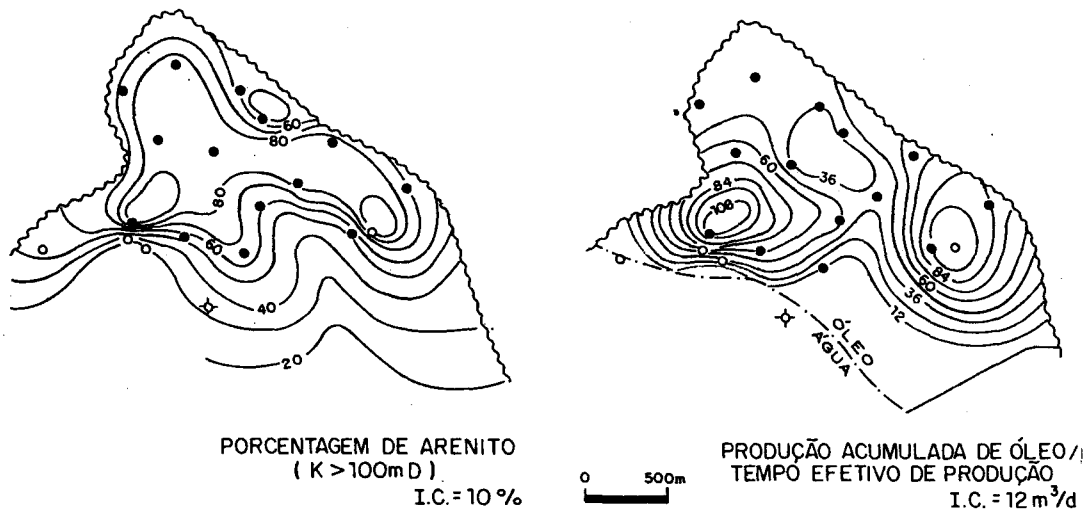 60
80
80
60
40
20
PORCENTAGEM DE ARENITO
( K > 100mD )
I.C. = 10 %
60
36
84
108
84
60
36
12
ÓLEO
ÁGUA
0 500m
PRODUÇÃO ACUMULADA DE ÓLEO/
TEMPO EFETIVO DE PRODUÇÃO
I.C. = 12 m³/d